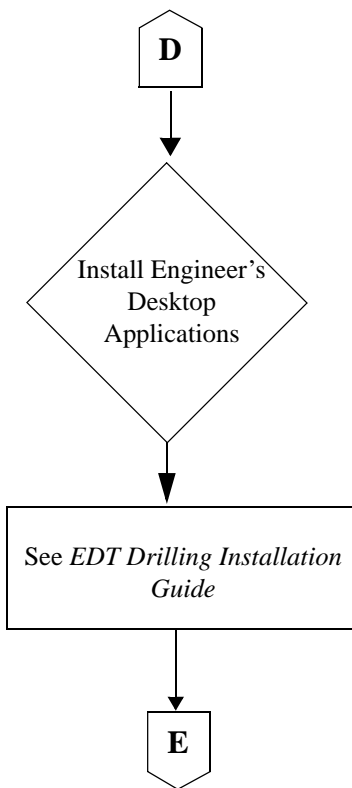 D
Install Engineer’s
Desktop
Applications
See EDT Drilling Installation
Guide
E